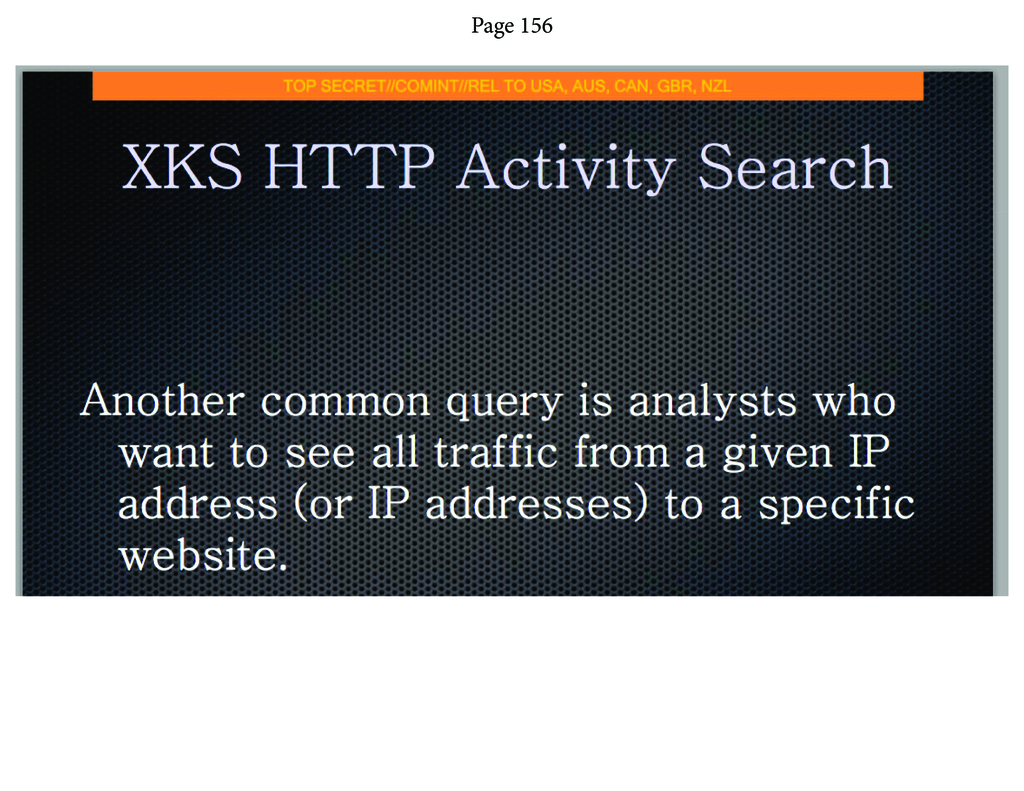 Page 156
TOP SECRET//COMINT//REL TO USA, AUS, CAN, GBR, NZL
XKS HTTP Activity Search
Another common query is analysts who
want to see all traffic from a given IP
address (or IP addresses) to a specific
website.